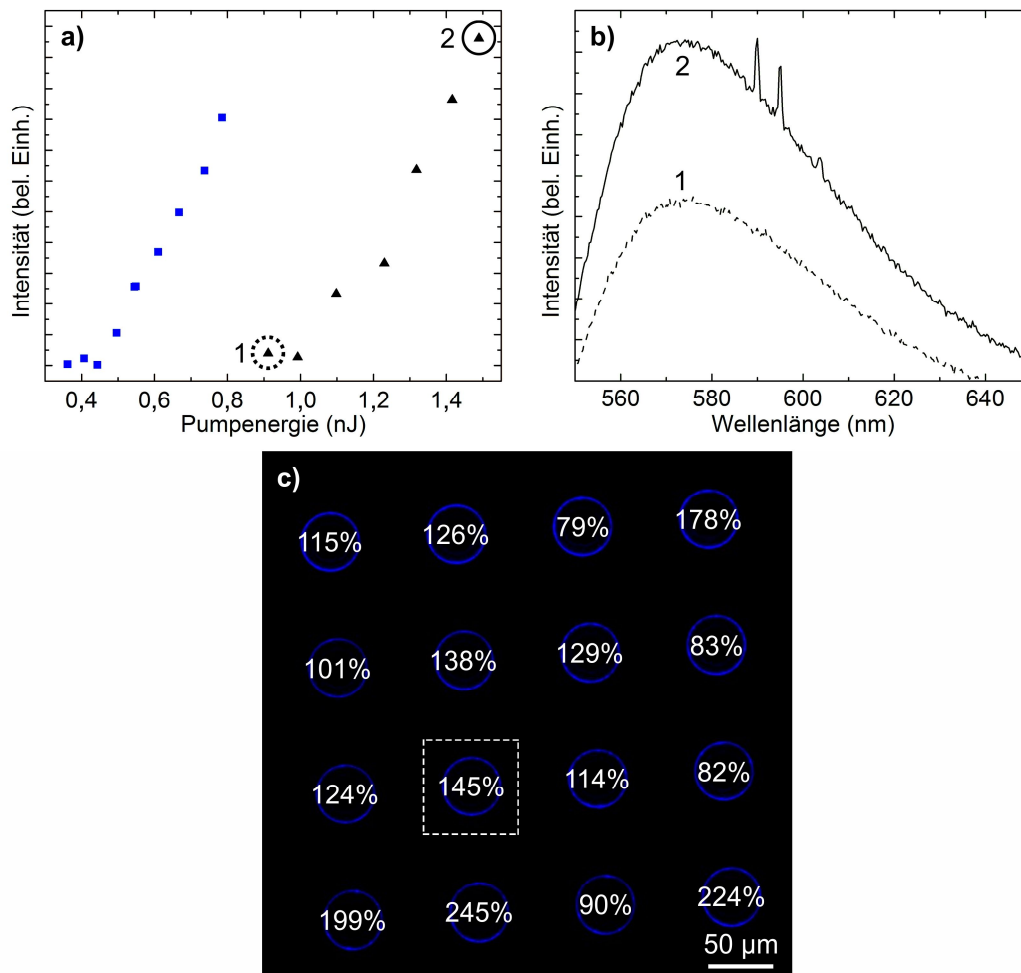 a)
2
1
Intensität (bel. Einh.)
0,4 0,6 0,8 1,0 1,2 1,4
Pumpenergie (nJ)
b)
2
1
Intensität (bel. Einh.)
560 580 600 620 640
Wellenlänge (nm)
c)
115% 126% 79% 178%
101% 138% 129% 83%
124% 145% 114% 82%
199% 245% 90% 224%
50 µm